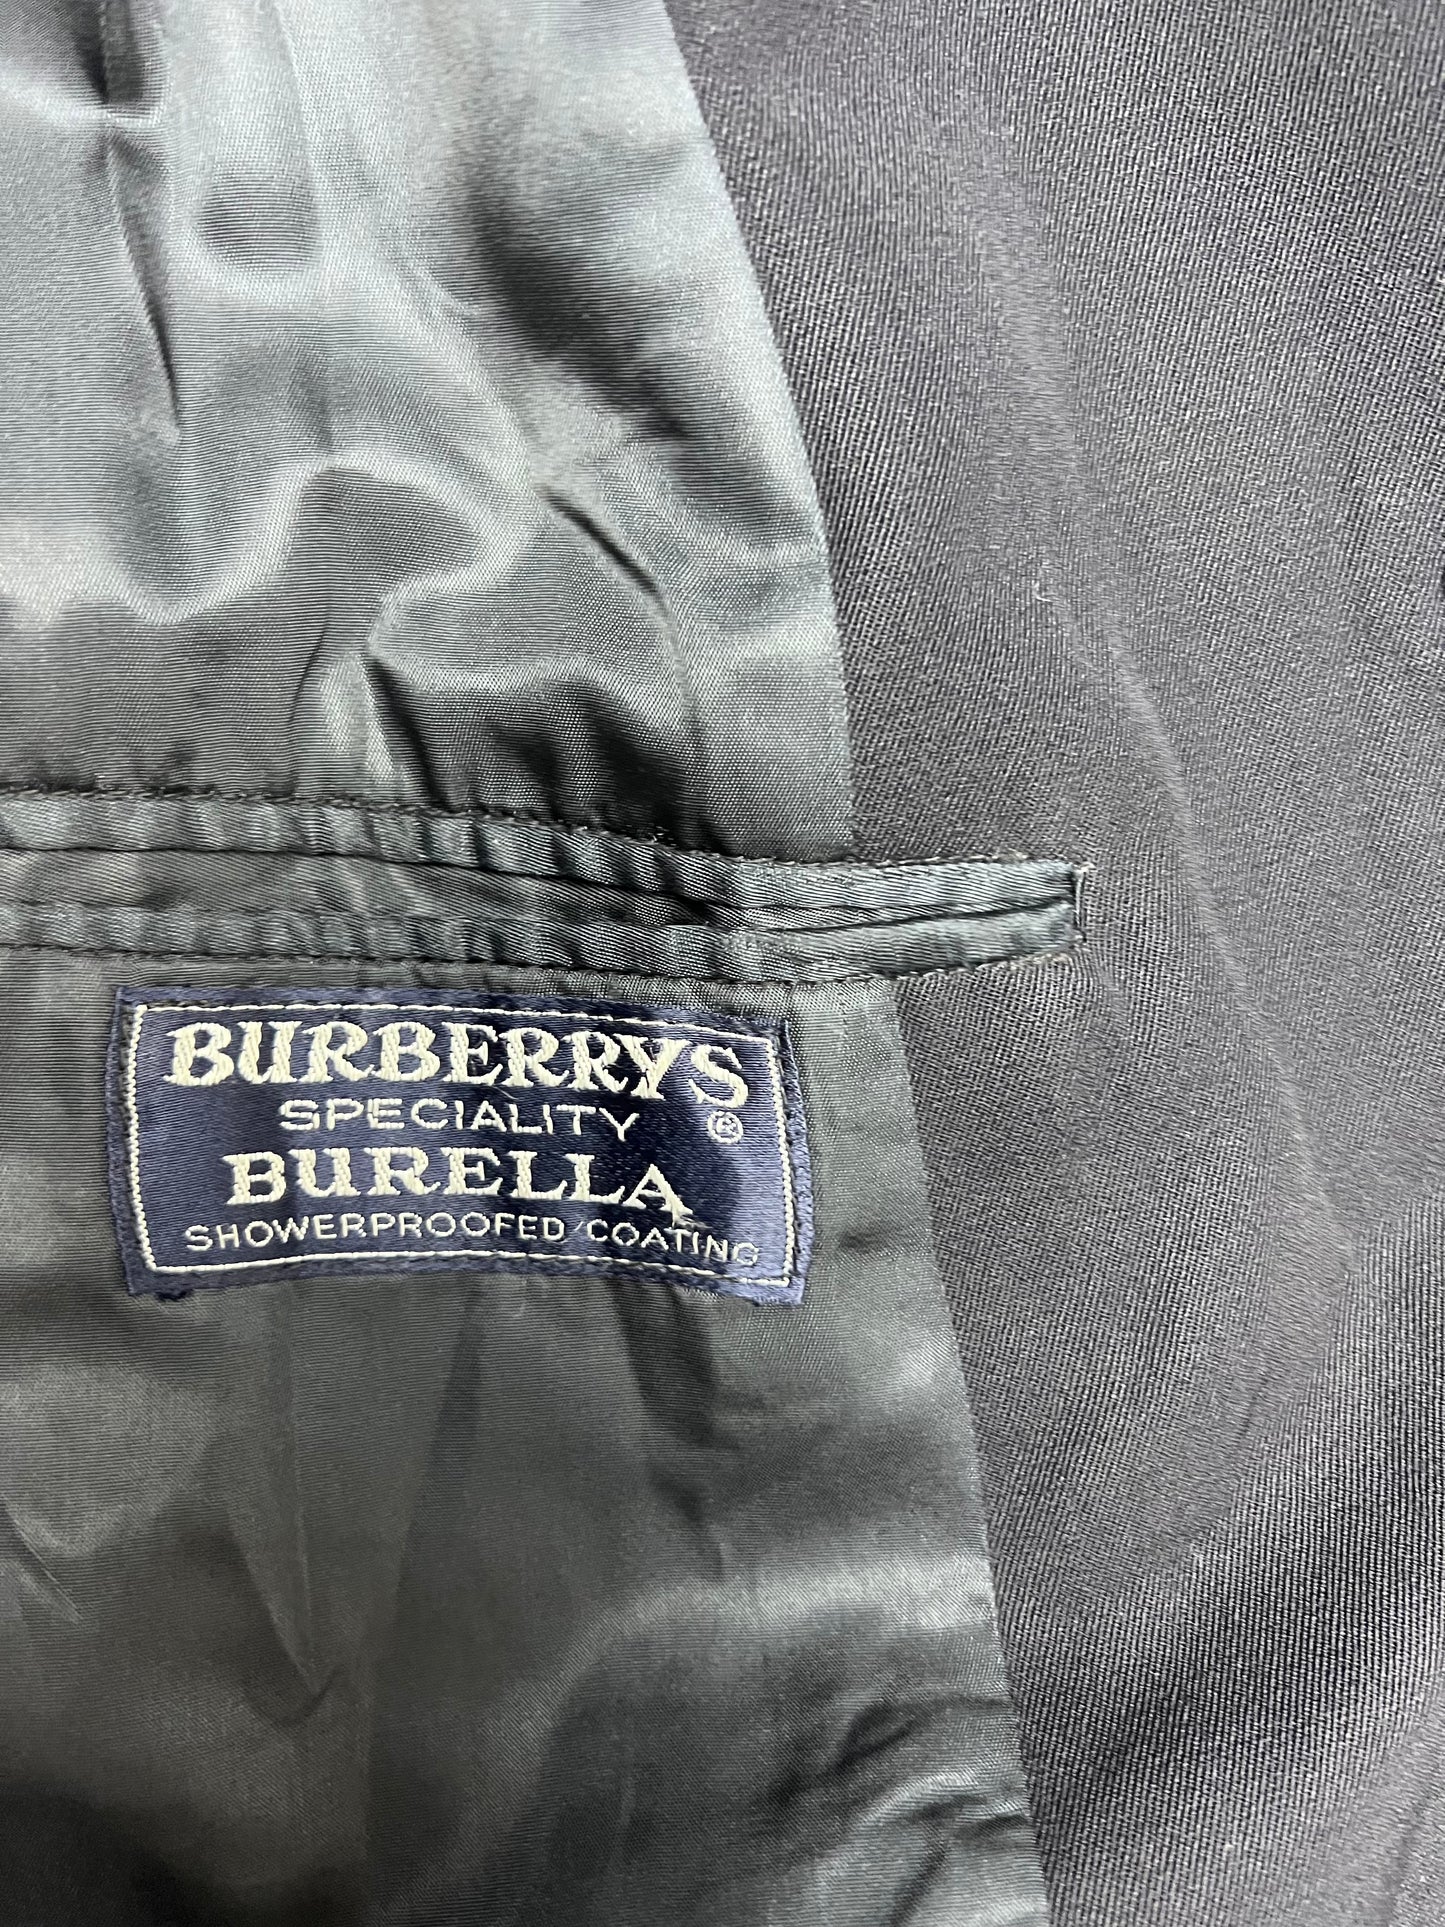 BURBERRYS
SPECIALITY ®
BURELLA
SHOWERPROOFED/COATING